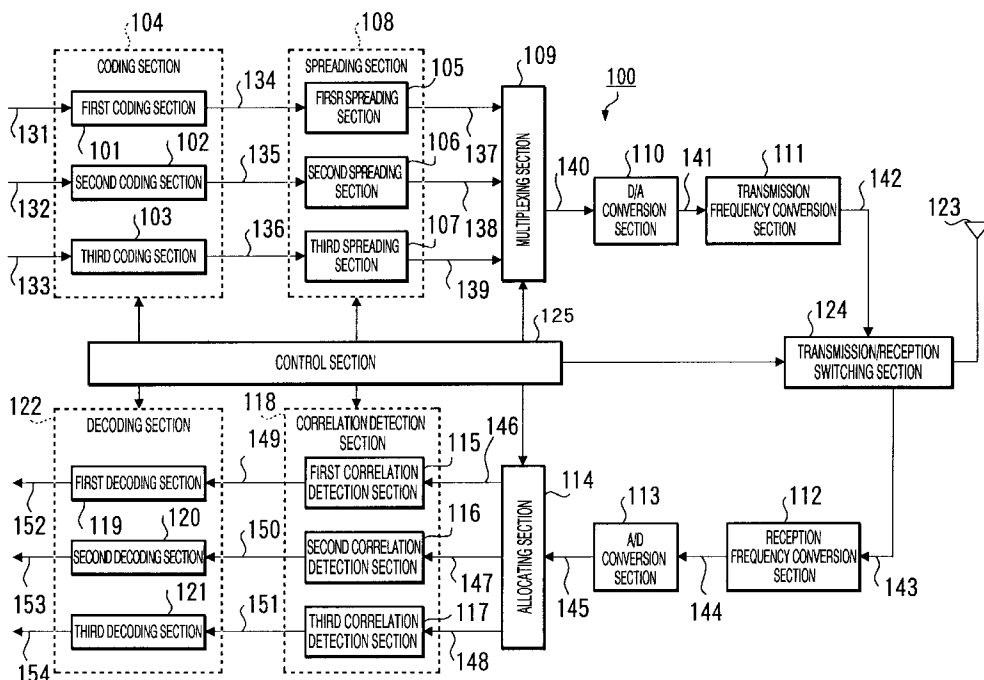 104
108
109
100
CODING SECTION
SPREADING SECTION
134
105
FIRST CODING SECTION
FIRSR SPREADING
SECTION
131
101
102
137
135
106
SECOND CODING SECTION
SECOND SPREADING
SECTION
132
103
138
136
107
THIRD CODING SECTION
THIRD SPREADING
SECTION
133
139
MULTIPLEXING SECTION
140
110
141
111
142
D/A
CONVERSION
SECTION
TRANSMISSION
FREQUENCY CONVERSION
SECTION
123
125
124
CONTROL SECTION
TRANSMISSION/RECEPTION
SWITCHING SECTION
122
118
DECODING SECTION
CORRELATION DETECTION
SECTION
149
115
146
FIRST DECODING SECTION
FIRST CORRELATION
DETECTION SECTION
152
119
120
150
116
SECOND DECODING SECTION
SECOND CORRELATION
DETECTION SECTION
153
121
147
151
117
THIRD DECODING SECTION
THIRD CORRELATION
DETECTION SECTION
154
148
ALLOCATING SECTION
114
113
112
A/D
CONVERSION
SECTION
RECEPTION
FREQUENCY CONVERSION
SECTION
145
144
143